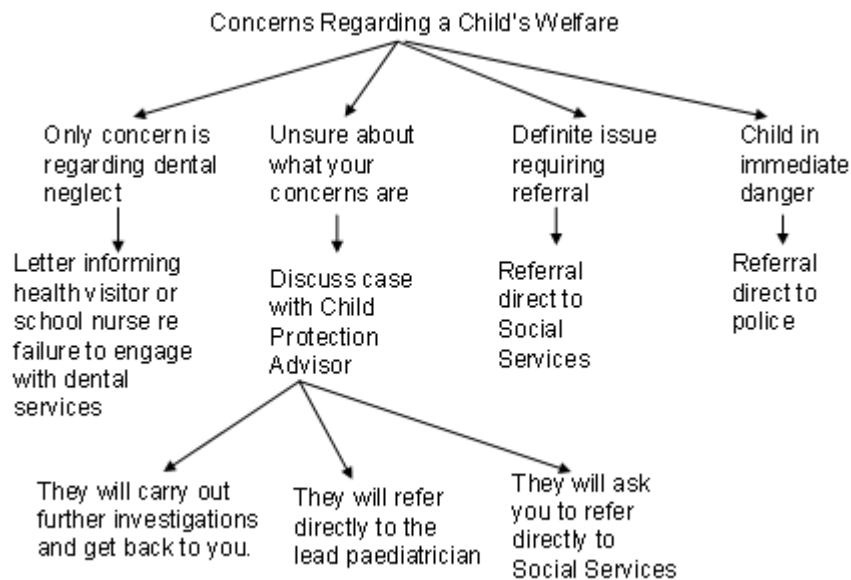 Concerns Regarding a Child's Welfare
Only concern is
regarding dental
neglect
Unsure about
what your
concerns are
Definite issue
requiring
referral
Child in
immediate
danger
Letter informing
health visitor or
school nurse re
failure to engage
with dental
services
Discuss case
with Child
Protection
Advisor
Referral
direct to
Social
Services
Referral
direct to
police
They will carry out
further investigations
and get back to you.
They will refer
directly to the
lead paediatrician
They will ask
you to refer
directly to
Social Services